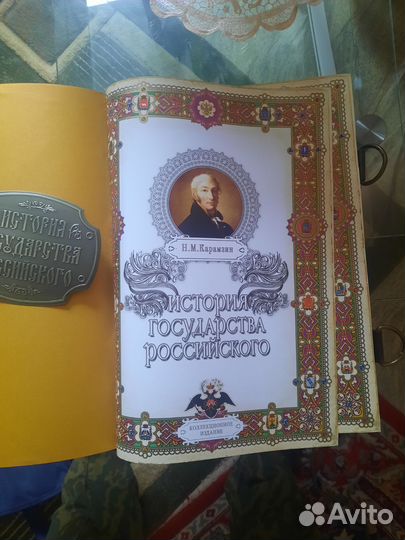 ИСТОРИЯ
ГОСУДАРСТВА
РОССИЙСКОГО
Н.М.Карамзин
ИСТОРИЯ
ГОСУДАРСТВА
РОССИЙСКОГО
КОЛЛЕКЦИОННОЕ
ИЗДАНИЕ
Avito